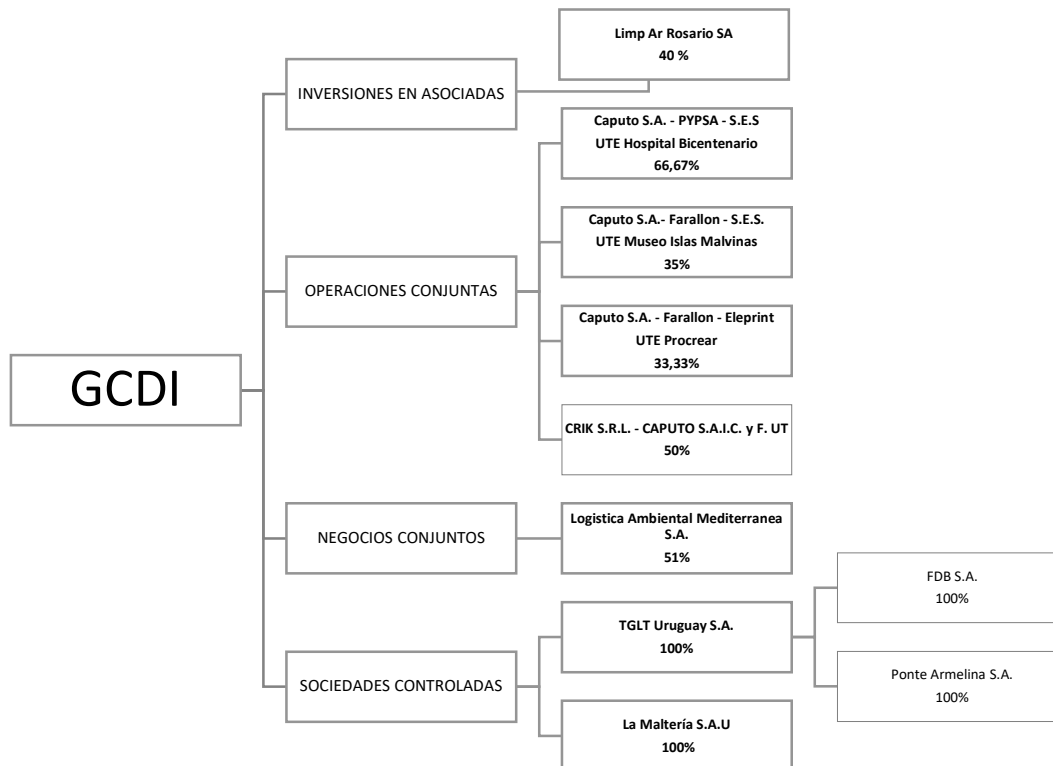 GCDI
INVERSIONES EN ASOCIADAS
Limp Ar Rosario SA
40 %
OPERACIONES CONJUNTAS
Caputo S.A. - PYPSA - S.E.S
UTE Hospital Bicentenario
66,67%
Caputo S.A.- Farallon - S.E.S.
UTE Museo Islas Malvinas
35%
Caputo S.A. - Farallon - Eleprint
UTE Procrear
33,33%
CRIK S.R.L. - CAPUTO S.A.I.C. y F. UT
50%
NEGOCIOS CONJUNTOS
Logistica Ambiental Mediterranea
S.A.
51%
SOCIEDADES CONTROLADAS
TGLT Uruguay S.A.
100%
FDB S.A.
100%
Ponte Armelina S.A.
100%
La Maltería S.A.U
100%